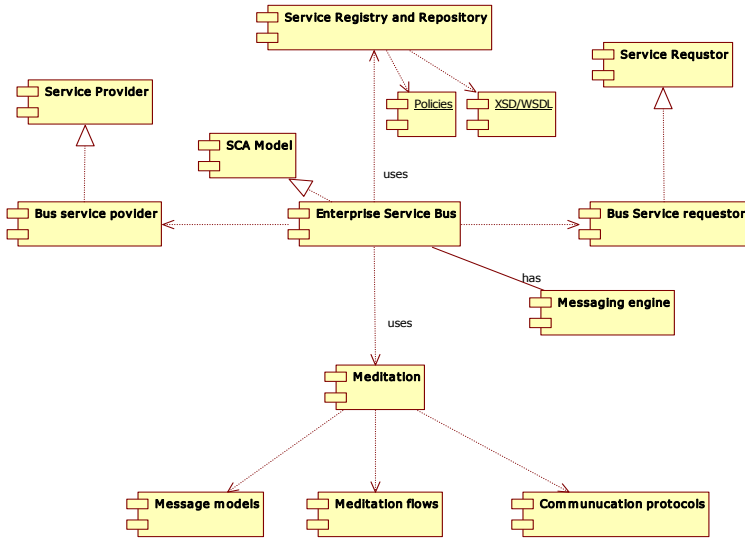 Service Registry and Repository
Service Requstor
Service Provider
Policies
XSD/WSDL
SCA Model
uses
Bus service povider
Enterprise Service Bus
Bus Service requestor
has
Messaging engine
uses
Meditation
Message models
Meditation flows
Communucation protocols